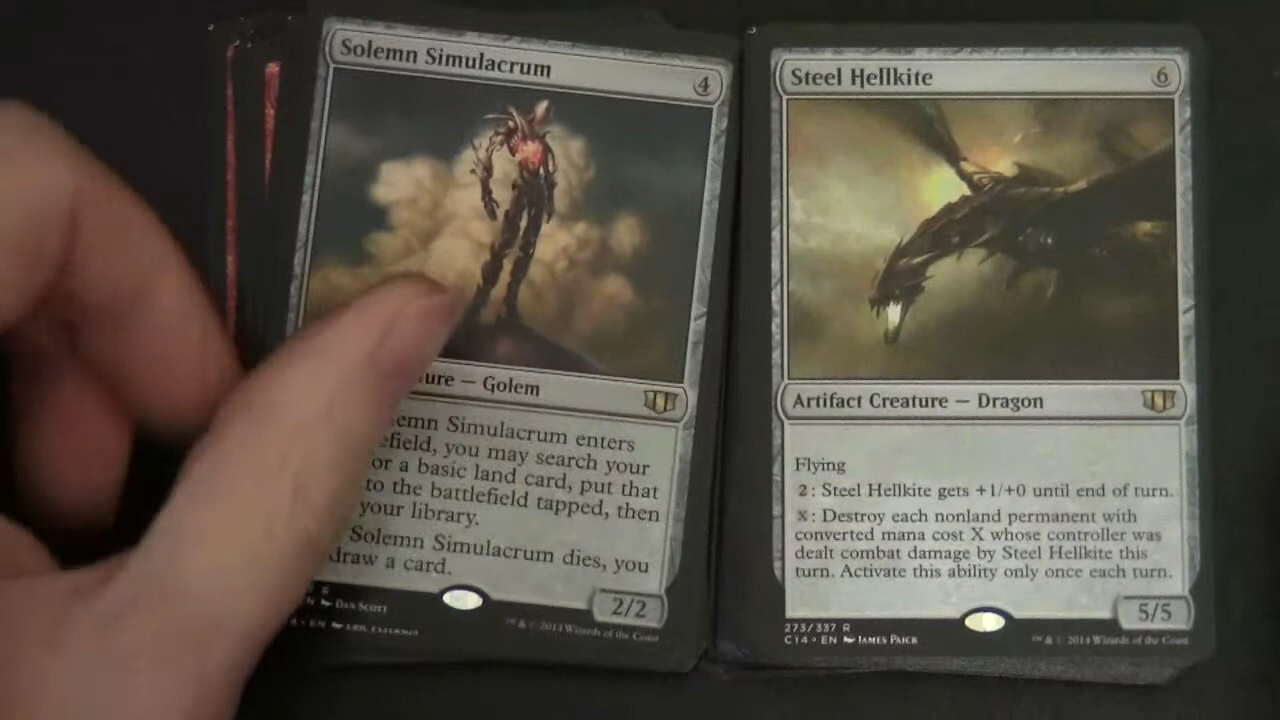 Solemn Simulacrum
4
ure — Golem
emn Simulacrum enters
efield, you may search your
or a basic land card, put that
to the battlefield tapped, then
your library.
Solemn Simulacrum dies, you
draw a card.
2/2
R
DAN SCOTT
© 2014 Wizards of the Coast
Steel Hellkite
6
Artifact Creature — Dragon
Flying
2: Steel Hellkite gets +1/+0 until end of turn.
X: Destroy each nonland permanent with
converted mana cost X whose controller was
dealt combat damage by Steel Hellkite this
turn. Activate this ability only once each turn.
5/5
273/337 R
C14 • EN JAMES PAICK
™ & © 2014 Wizards of the Coast